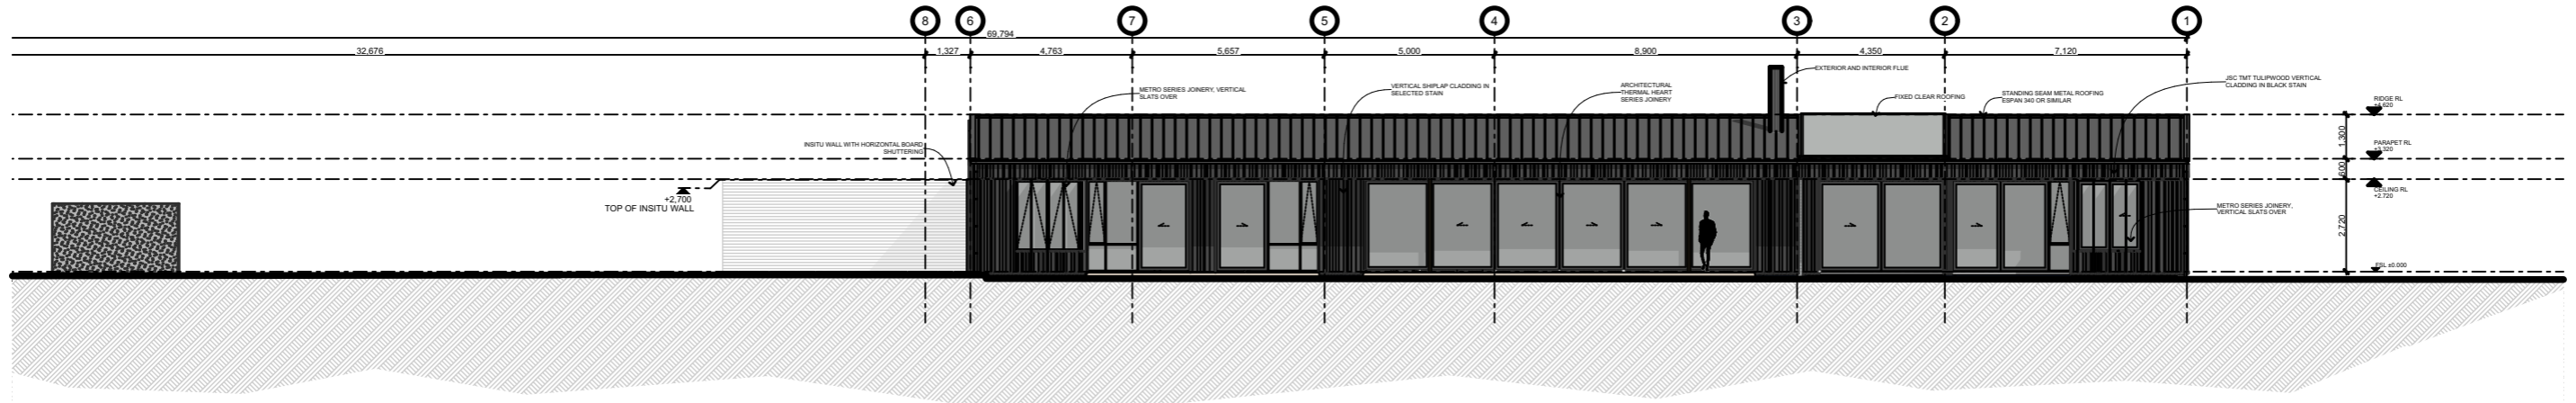 8
6
7
5
4
3
2
1
69,794
32,676
1,327
4,763
5,657
5,000
8,900
4,350
7,120
EXTERIOR AND INTERIOR FLUE
JSC TMT TULIPWOOD VERTICAL
CLADDING IN BLACK STAIN
METRO SERIES JOINERY, VERTICAL
SLATS OVER
VERTICAL SHIPLAP CLADDING IN
SELECTED STAIN
ARCHITECTURAL
THERMAL HEART
SERIES JOINERY
FIXED CLEAR ROOFING
STANDING SEAM METAL ROOFING
ESPAN 340 OR SIMILAR
RIDGE RL
+4.620
INSITU WALL WITH HORIZONTAL BOARD
SHUTTERING
1,300
PARAPET RL
+3.320
600
CEILING RL
+2.720
+2,700
TOP OF INSITU WALL
METRO SERIES JOINERY,
VERTICAL SLATS OVER
2,720
FSL ±0.000